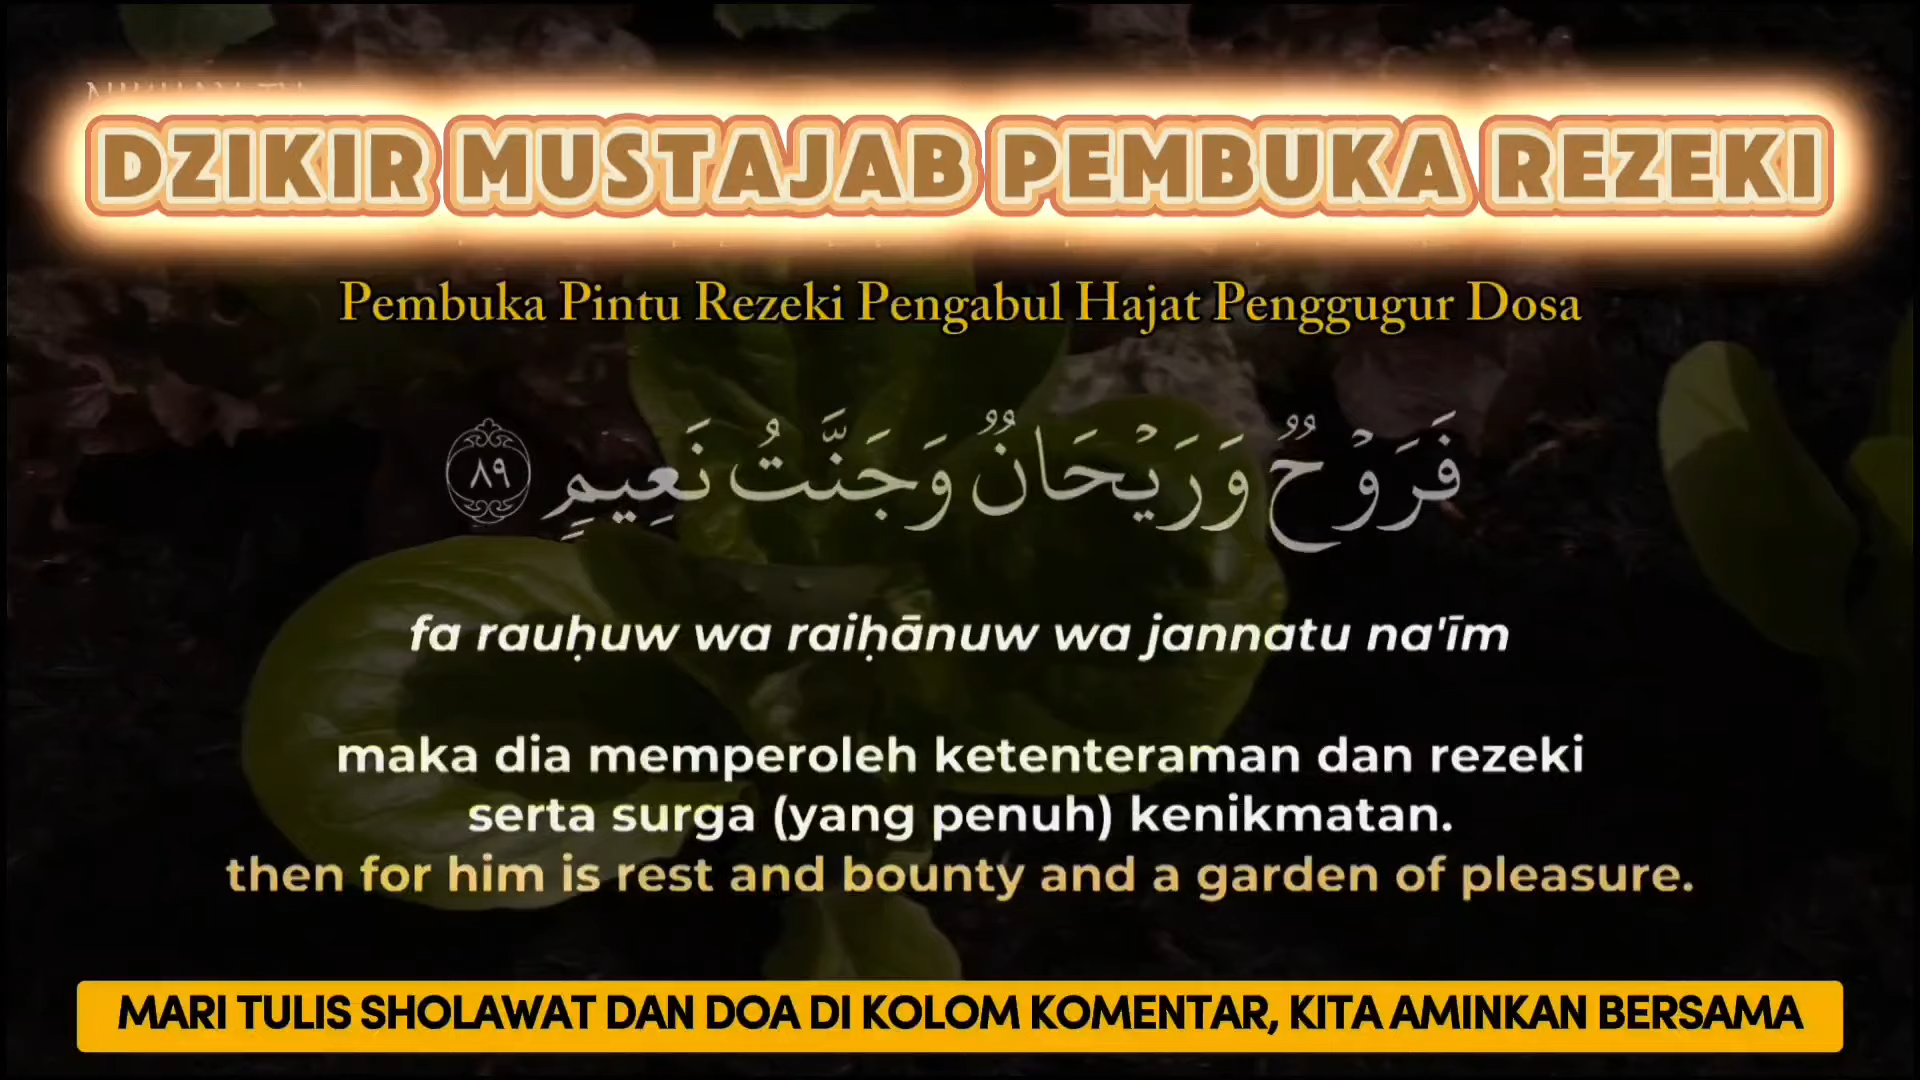 DZIKIR MUSTAJAB PEMBUKA REZEKI
Pembuka Pintu Rezeki Pengabul Hajat Penggugur Dosa
فَرَوْحٌ وَرَيْحَانٌ وَجَنَّتُ نَعِيمٍ ٨٩
fa rauḥuw wa raiḥānuw wa jannatu na'īm
maka dia memperoleh ketenteraman dan rezeki
serta surga (yang penuh) kenikmatan.
then for him is rest and bounty and a garden of pleasure.
MARI TULIS SHOLAWAT DAN DOA DI KOLOM KOMENTAR, KITA AMINKAN BERSAMA